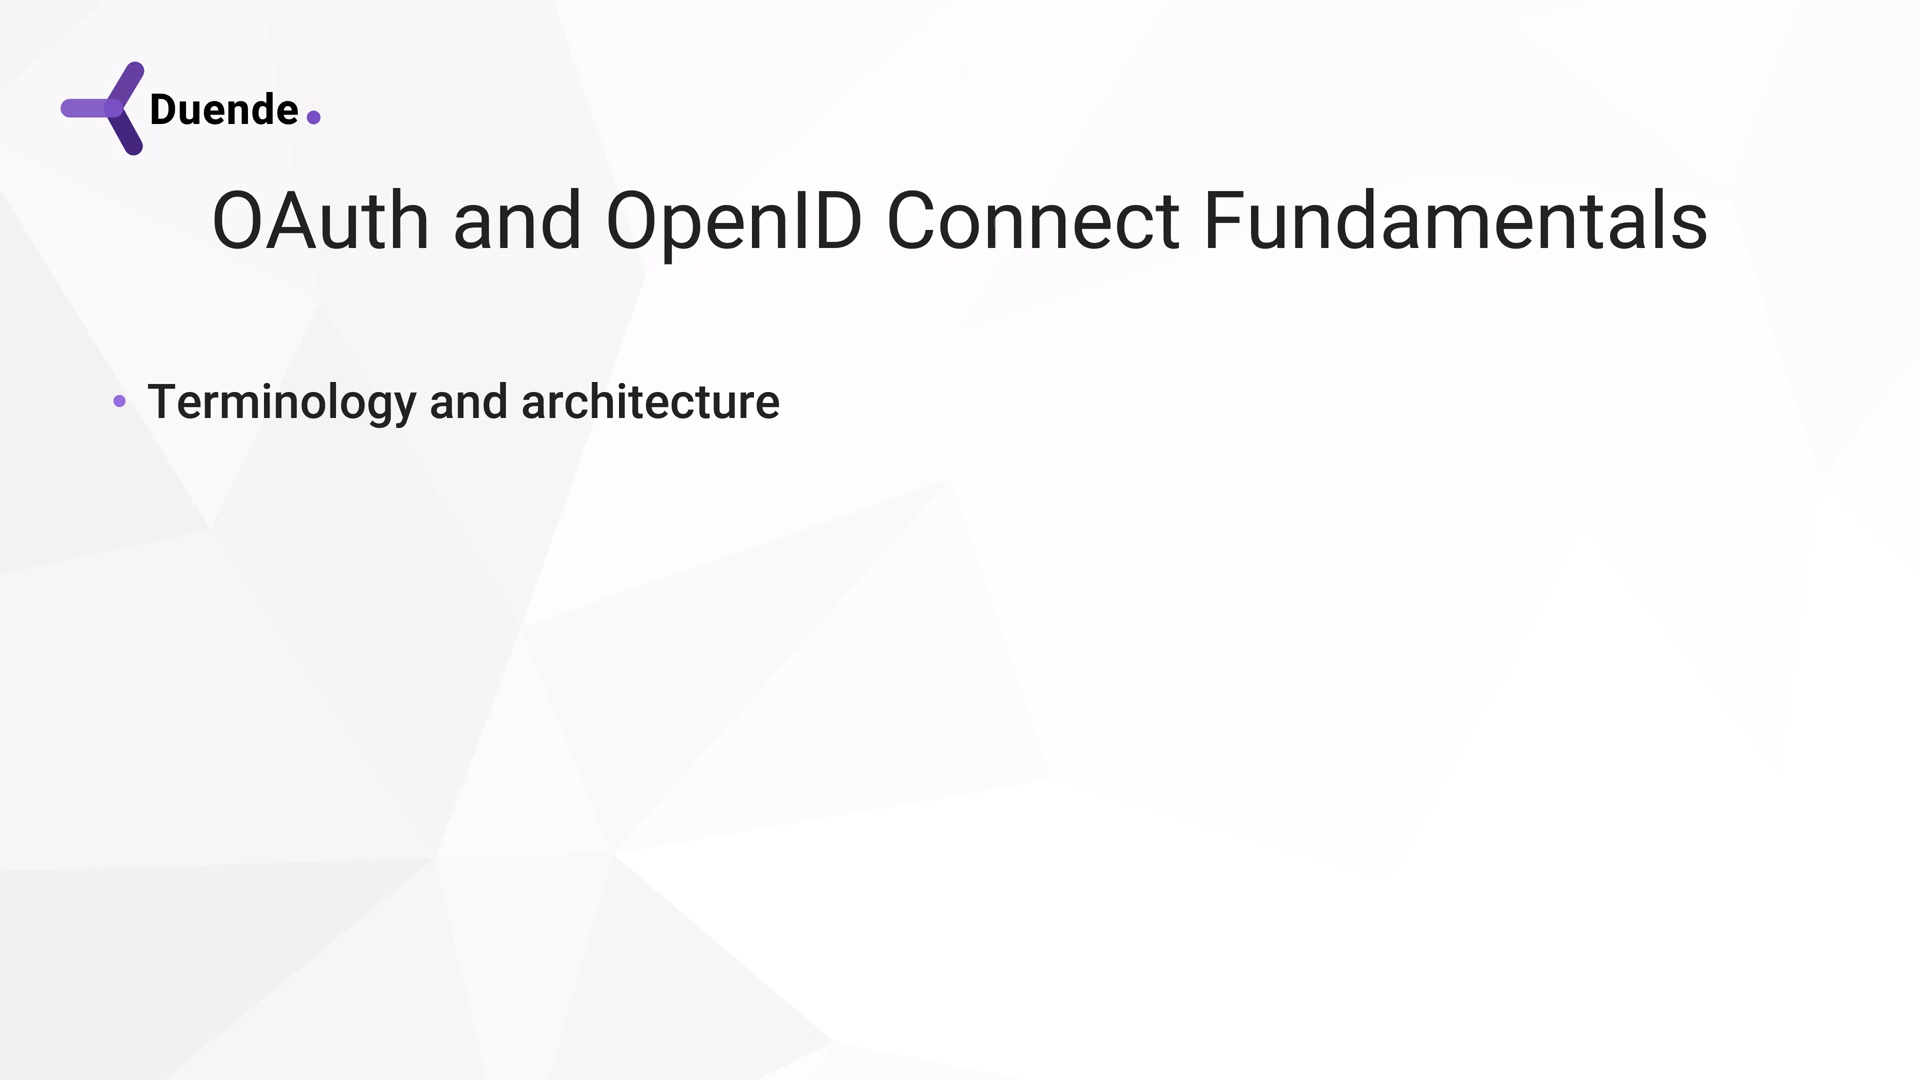 Duende.
OAuth and OpenID Connect Fundamentals
• Terminology and architecture